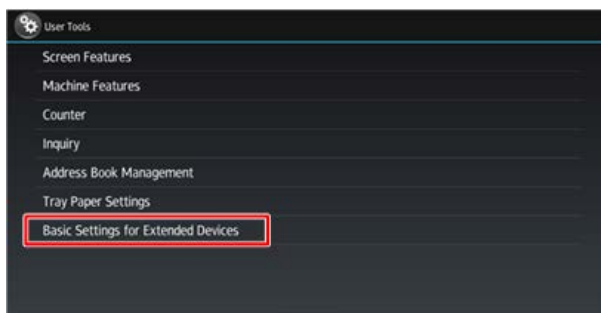 User Tools
Screen Features
Machine Features
Counter
Inquiry
Address Book Management
Tray Paper Settings
Basic Settings for Extended Devices